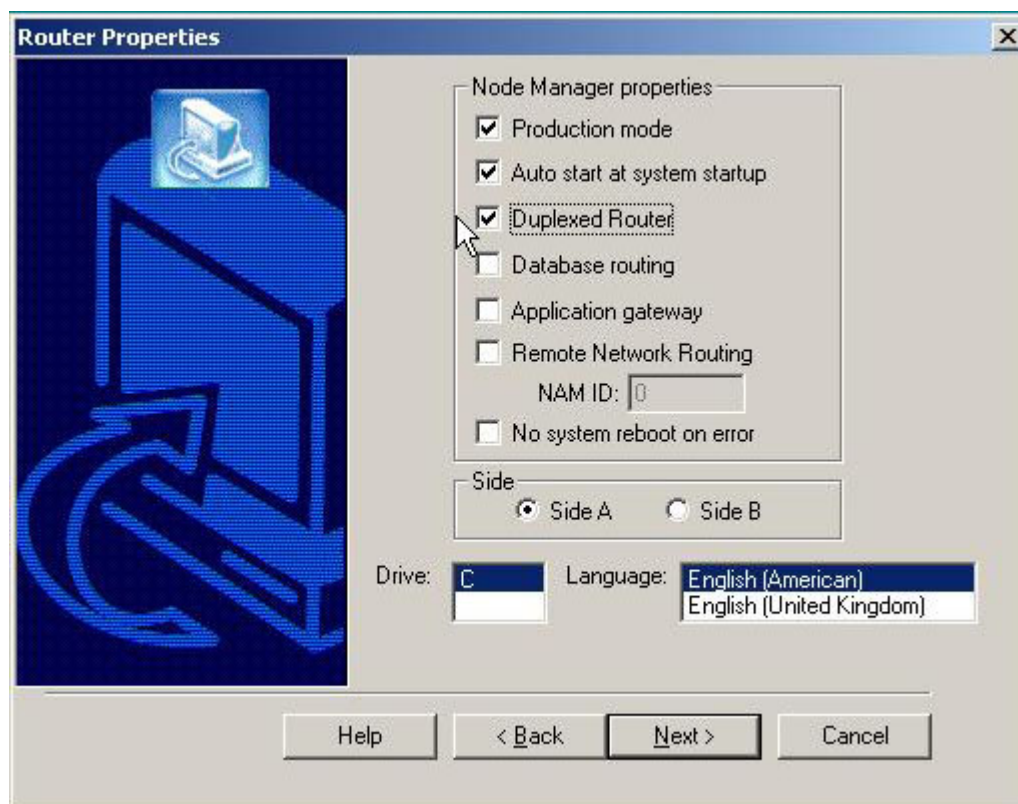 Router Properties
Node Manager properties
Production mode
Auto start at system startup
Duplexed Router
Database routing
Application gateway
Remote Network Routing
NAM ID: 0
No system reboot on error
Side
Side A Side B
Drive: C Language: English (American)
English (United Kingdom)
Help < Back Next > Cancel